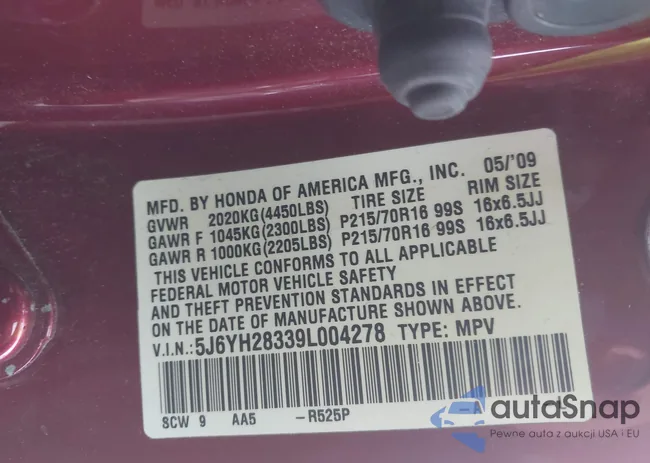 MFD. BY HONDA OF AMERICA MFG., INC. 05/'09
GVWR 2020KG(4450LBS) TIRE SIZE RIM SIZE
GAWR F 1045KG(2300LBS) P215/70R16 99S 16x6.5JJ
GAWR R 1000KG(2205LBS) P215/70R16 99S 16x6.5JJ
THIS VEHICLE CONFORMS TO ALL APPLICABLE
FEDERAL MOTOR VEHICLE SAFETY
AND THEFT PREVENTION STANDARDS IN EFFECT
ON THE DATE OF MANUFACTURE SHOWN ABOVE.
V.I.N.: 5J6YH28339L004278 TYPE: MPV
SCW 9 AA5 -R525P
autoSnap
Pewne auta z aukcji USA i EU